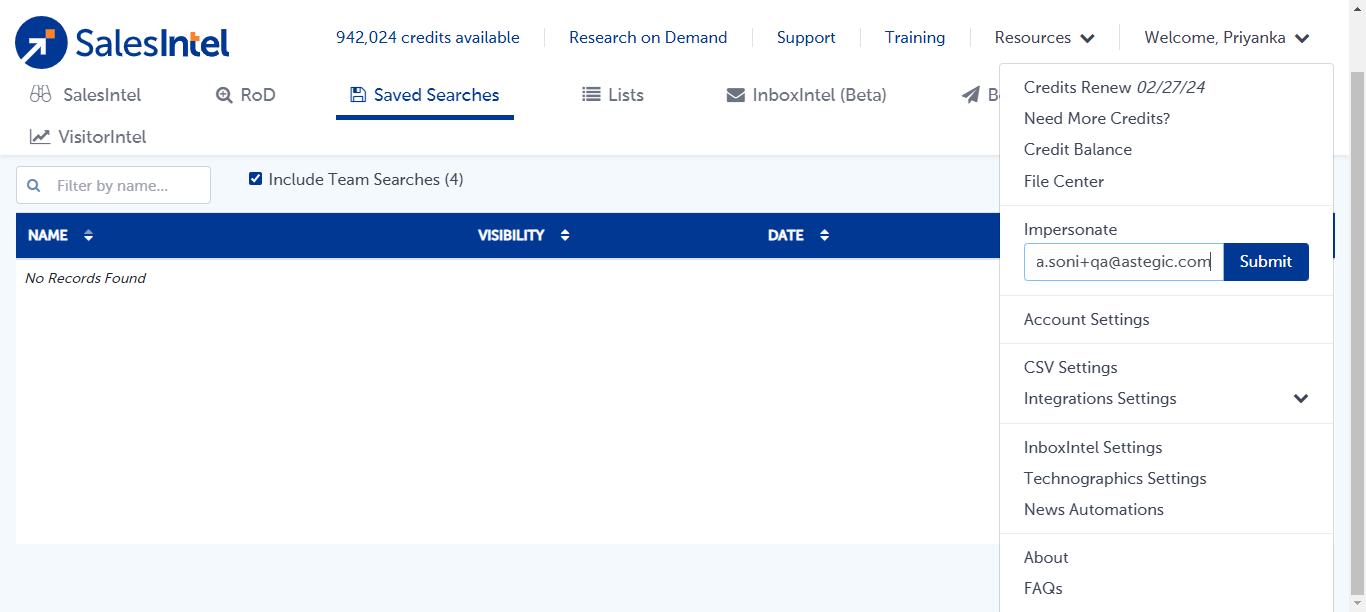 SalesIntel
942,024 credits available
Research on Demand
Support
Training
Resources
Welcome, Priyanka
SalesIntel
RoD
Saved Searches
Lists
InboxIntel (Beta)
VisitorIntel
Filter by name...
Include Team Searches (4)
NAME
VISIBILITY
DATE
No Records Found
Credits Renew 02/27/24
Need More Credits?
Credit Balance
File Center
Impersonate
a.soni+qa@astegic.com
Submit
Account Settings
CSV Settings
Integrations Settings
InboxIntel Settings
Technographics Settings
News Automations
About
FAQs